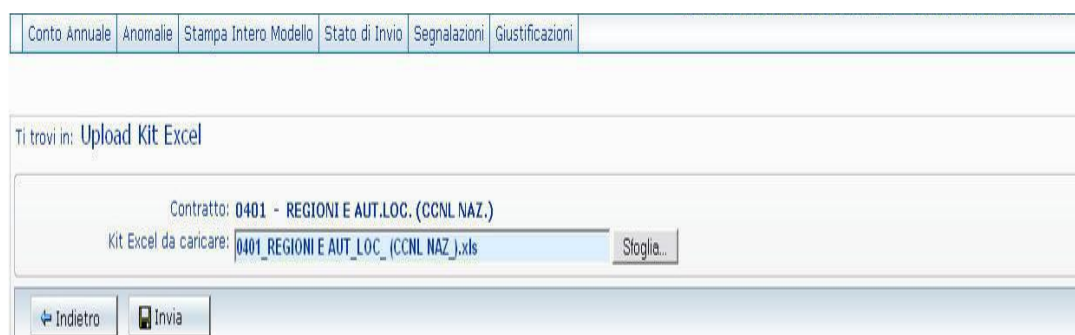 Conto Annuale Anomalie Stampa Intero Modello Stato di Invio Segnalazioni Giustificazioni
Ti trovi in: Upload Kit Excel
Contratto: 0401 - REGIONI E AUT.LOC. (CCNL NAZ.)
Kit Excel da caricare: 0401_REGIONI E AUT_LOC_ (CCNL NAZ_).xls Sfoglia...
Indietro Invia